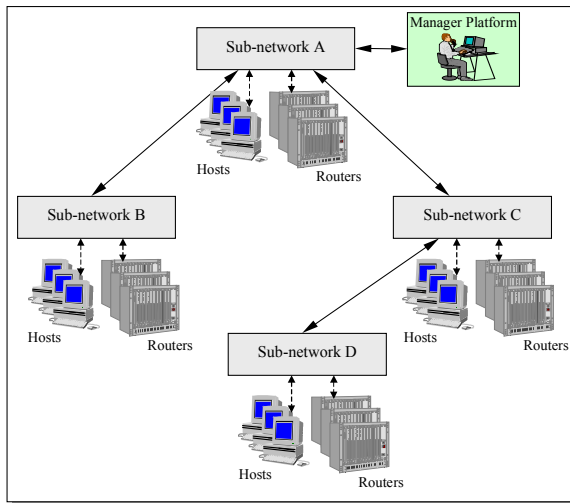 Manager Platform
Sub-network A
Hosts
Routers
Sub-network B
Sub-network C
Hosts
Routers
Hosts
Routers
Sub-network D
Hosts
Routers